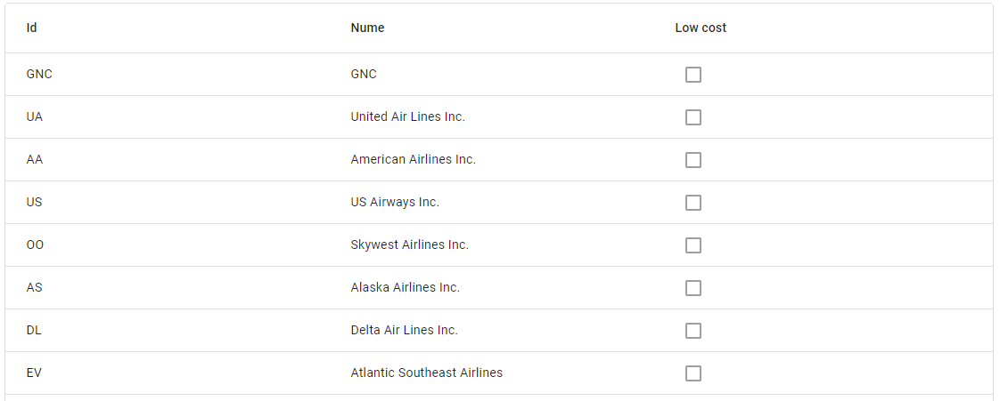 Id Nume Low cost
GNC GNC
UA United Air Lines Inc.
AA American Airlines Inc.
US US Airways Inc.
OO Skywest Airlines Inc.
AS Alaska Airlines Inc.
DL Delta Air Lines Inc.
EV Atlantic Southeast Airlines